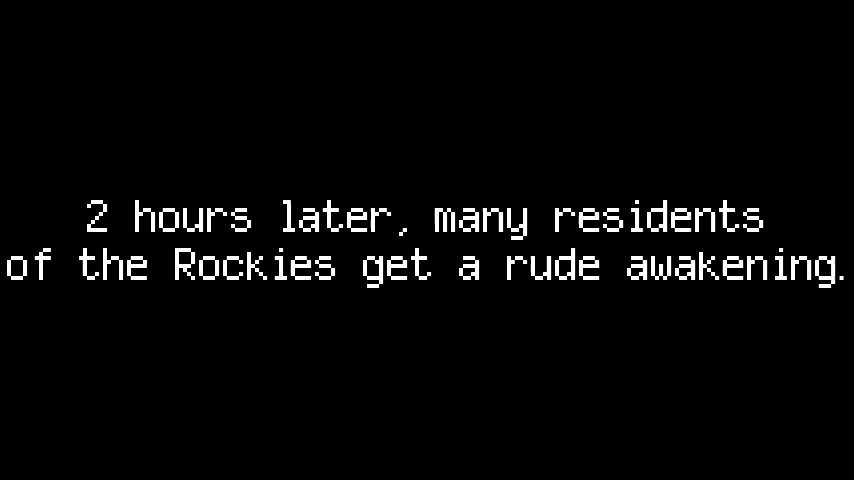 2 hours later, many residents
of the Rockies get a rude awakening.